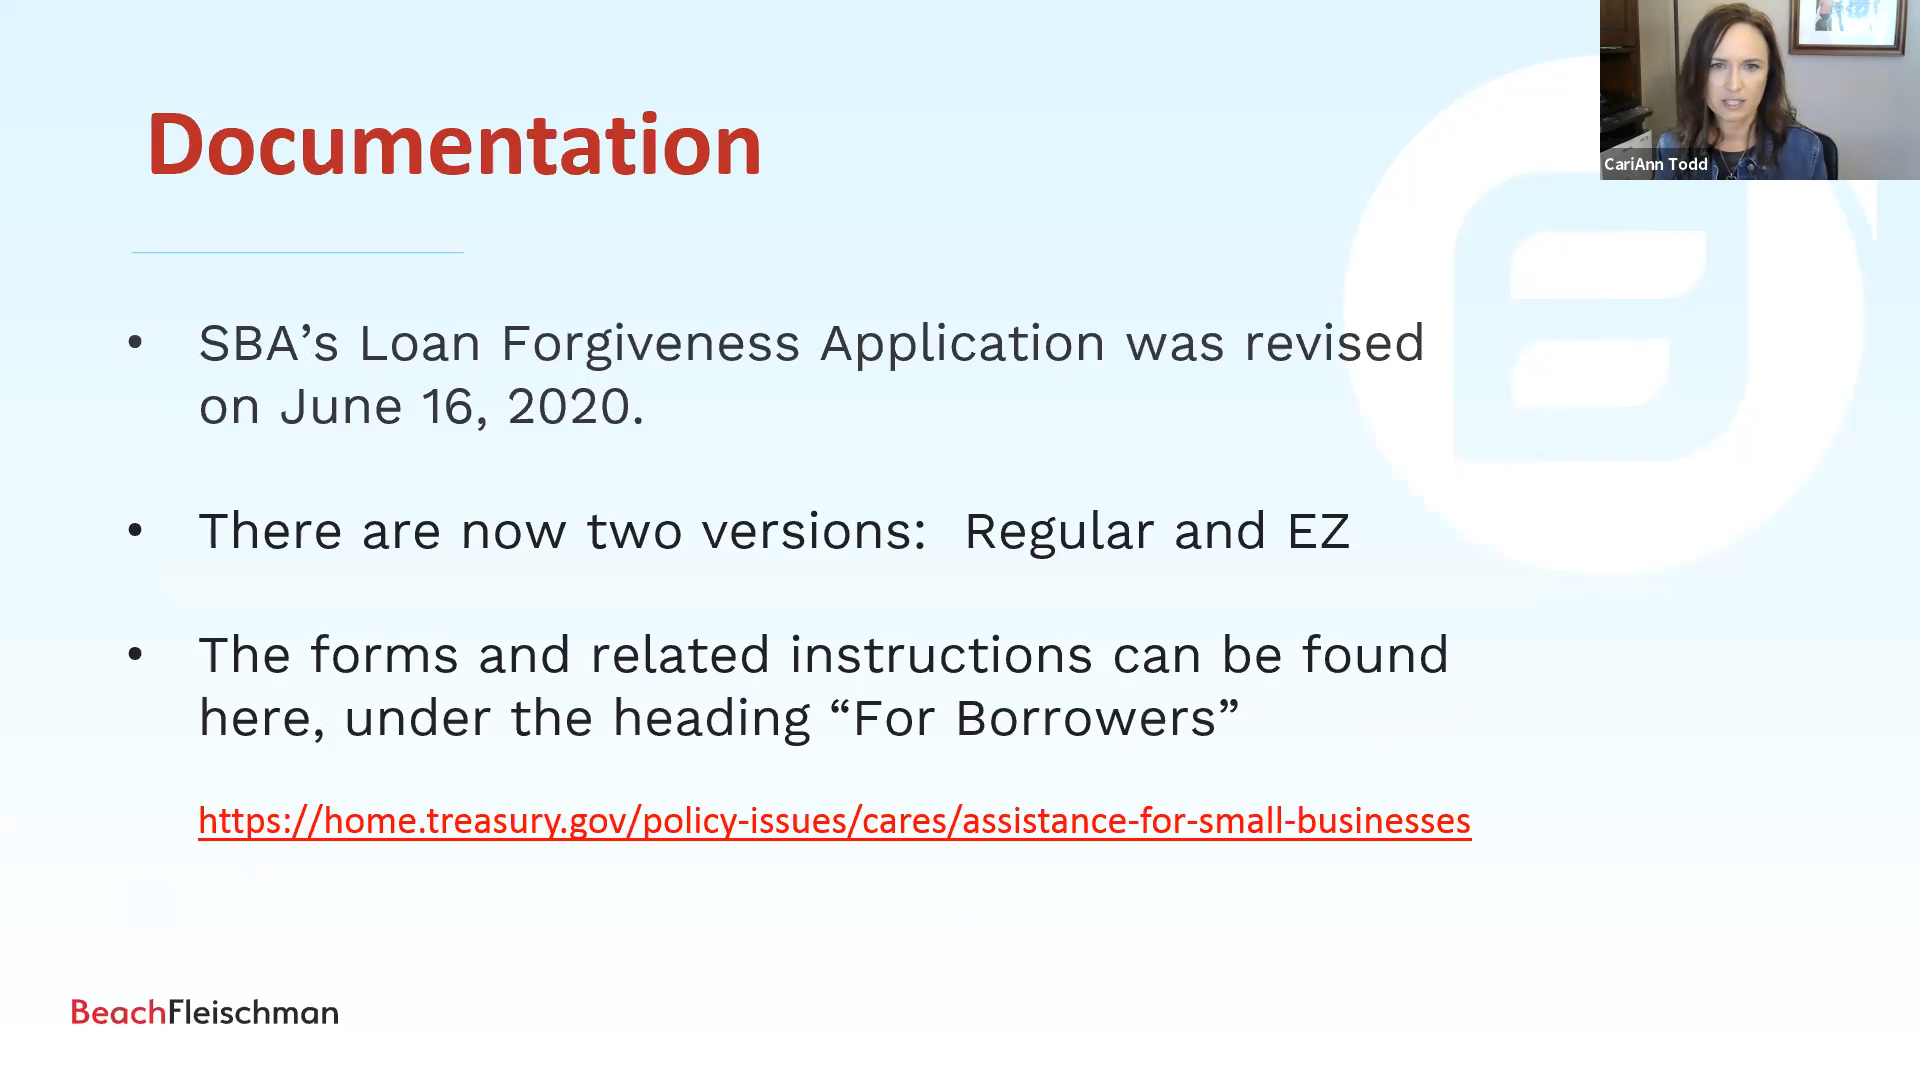 Documentation
CariAnn Todd
• SBA’s Loan Forgiveness Application was revised
on June 16, 2020.
• There are now two versions:  Regular and EZ
• The forms and related instructions can be found
here, under the heading “For Borrowers”
https://home.treasury.gov/policy-issues/cares/assistance-for-small-businesses
BeachFleischman